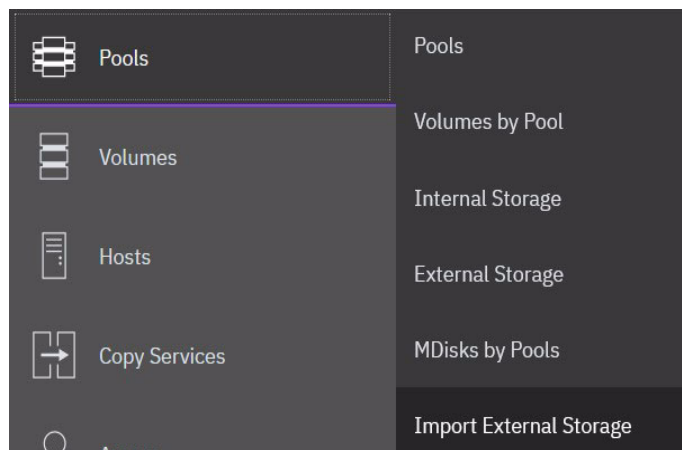 Pools
Volumes
Hosts
Copy Services
Pools
Volumes by Pool
Internal Storage
External Storage
MDisks by Pools
Import External Storage